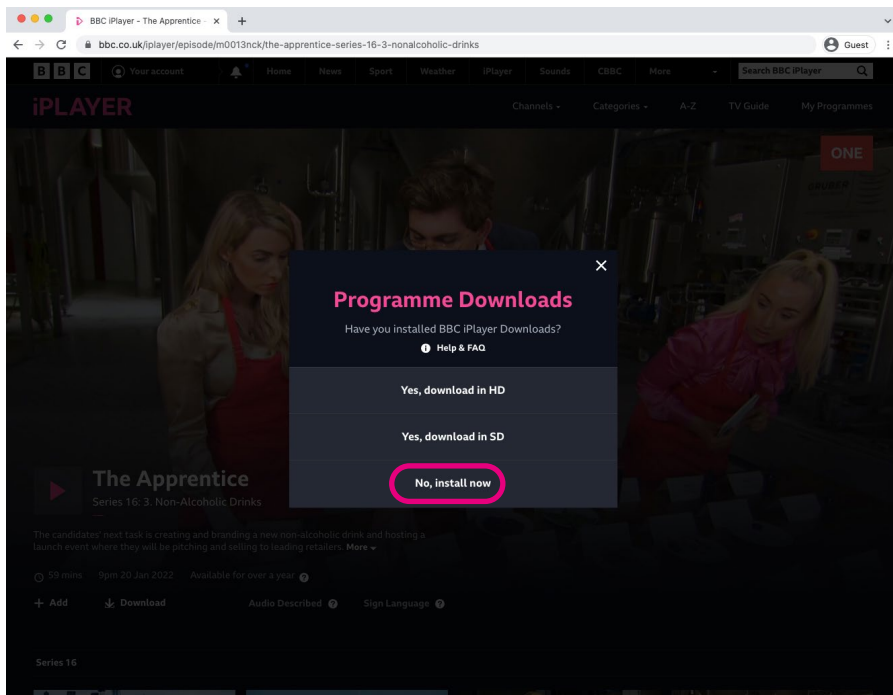 BBC iPlayer - The Apprentice -
bbc.co.uk/iplayer/episode/m0013nck/the-apprentice-series-16-3-nonalcoholic-drinks
Guest
BBC Your account Home News Sport Weather iPlayer Sounds CBBC More Search BBC iPlayer
iPLAYER Channels Categories A-Z TV Guide My Programmes
ONE
GRUBER
Programme Downloads
Have you installed BBC iPlayer Downloads?
Help & FAQ
Yes, download in HD
Yes, download in SD
No, install now
The Apprentice
Series 16: 3. Non-Alcoholic Drinks
The candidates' next task is creating and branding a new non-alcoholic drink and hosting a
launch event where they will be pitching and selling to leading retailers. More
59 mins 9pm 20 Jan 2022 Available for over a year ?
+ Add Download Audio Described ? Sign Language ?
Series 16